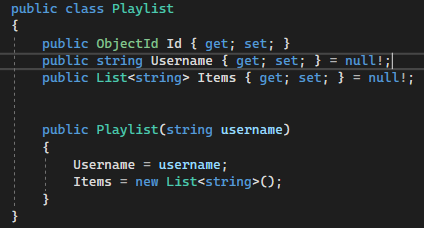 public class Playlist
{
    public ObjectId Id { get; set; }
    public string Username { get; set; } = null!;
    public List<string> Items { get; set; } = null!;
    public Playlist(string username)
    {
        Username = username;
        Items = new List<string>();
    }
}